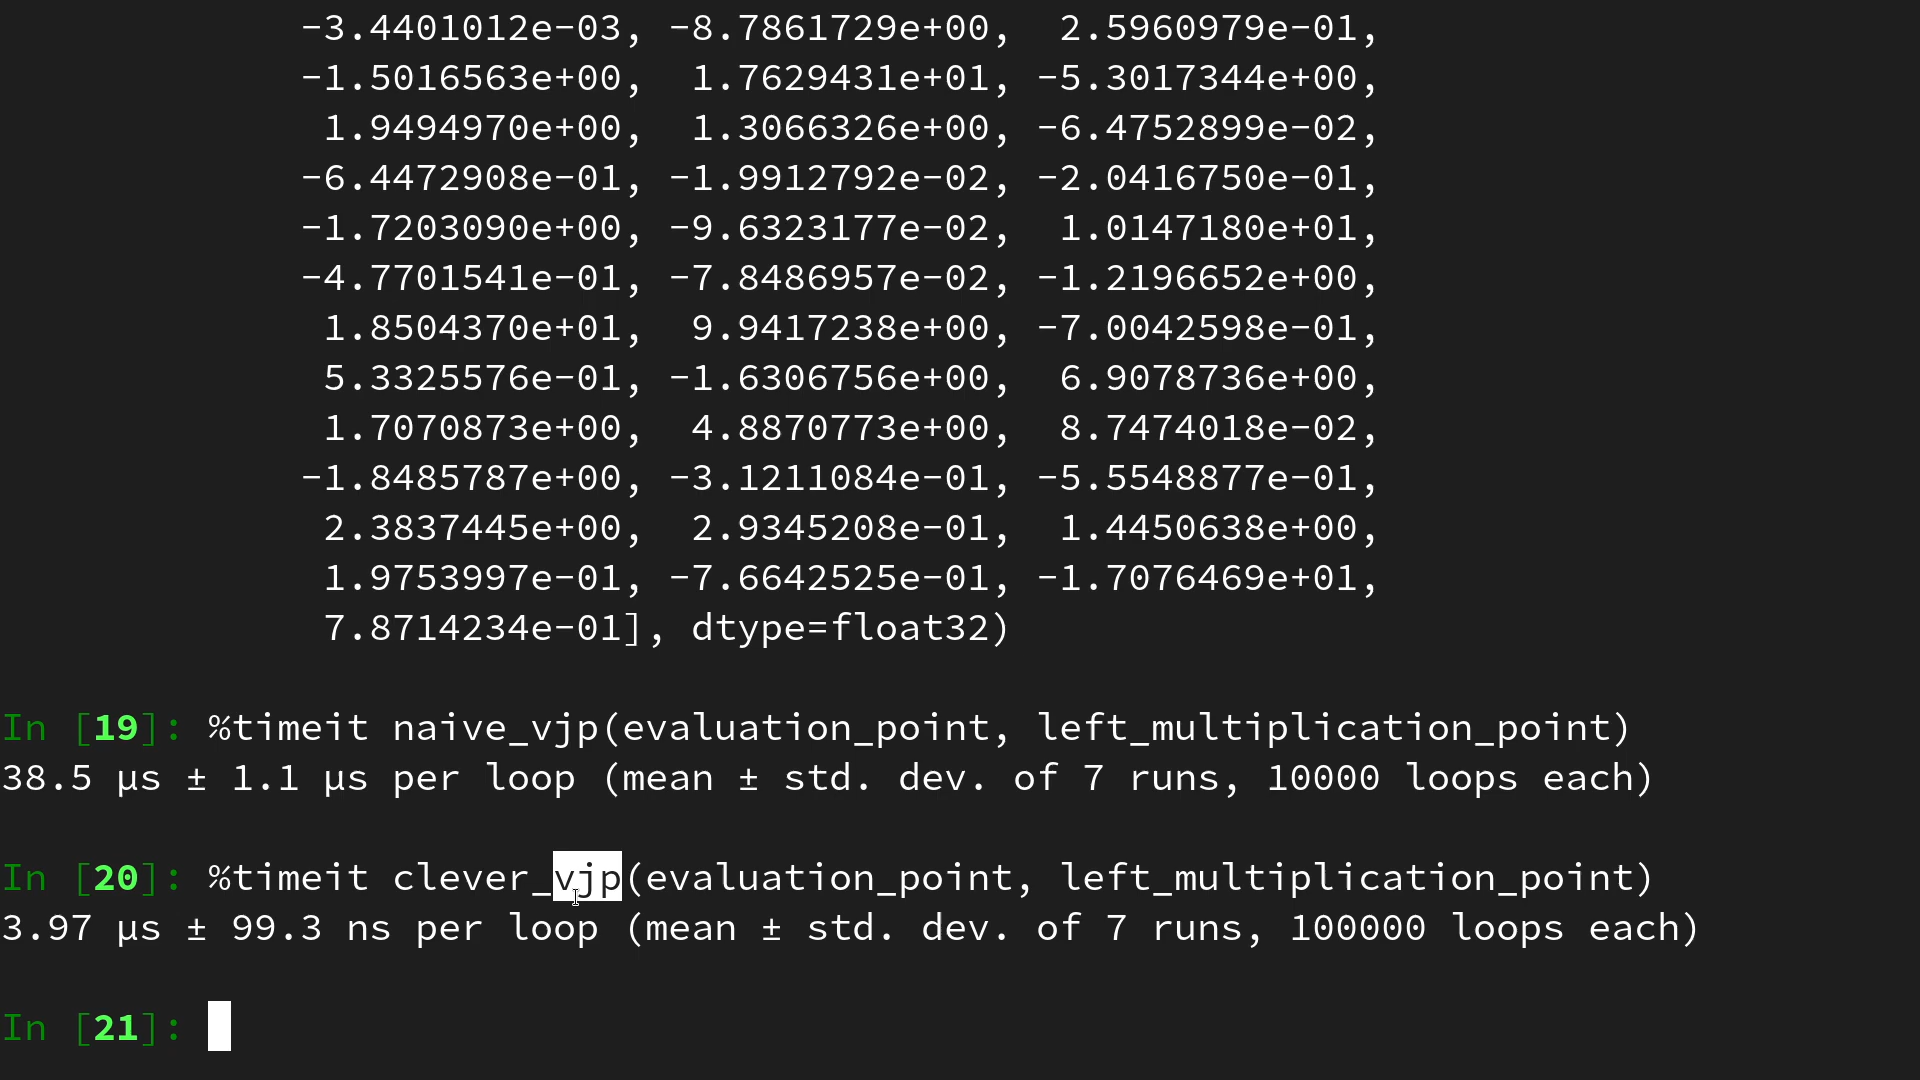 -3.4401012e-03, -8.7861729e+00,  2.5960979e-01,
-1.5016563e+00,  1.7629431e+01, -5.3017344e+00,
1.9494970e+00,  1.3066326e+00, -6.4752899e-02,
-6.4472908e-01, -1.9912792e-02, -2.0416750e-01,
-1.7203090e+00, -9.6323177e-02,  1.0147180e+01,
-4.7701541e-01, -7.8486957e-02, -1.2196652e+00,
1.8504370e+01,  9.9417238e+00, -7.0042598e-01,
5.3325576e-01, -1.6306756e+00,  6.9078736e+00,
1.7070873e+00,  4.8870773e+00,  8.7474018e-02,
-1.8485787e+00, -3.1211084e-01, -5.5548877e-01,
2.3837445e+00,  2.9345208e-01,  1.4450638e+00,
1.9753997e-01, -7.6642525e-01, -1.7076469e+01,
7.8714234e-01], dtype=float32)
In [19]: %timeit naive_vjp(evaluation_point, left_multiplication_point)
38.5 µs ± 1.1 µs per loop (mean ± std. dev. of 7 runs, 10000 loops each)
In [20]: %timeit clever_vjp(evaluation_point, left_multiplication_point)
3.97 µs ± 99.3 ns per loop (mean ± std. dev. of 7 runs, 100000 loops each)
In [21]: